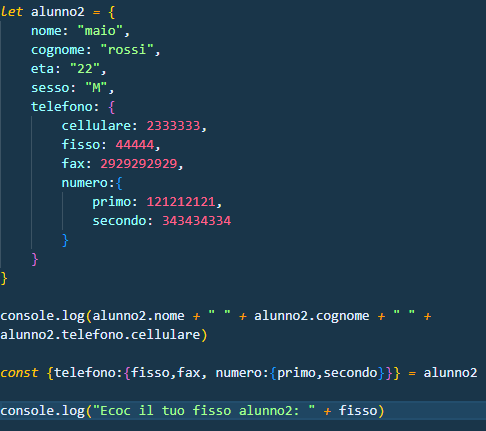 let alunno2 = {
    nome: "maio",
    cognome: "rossi",
    eta: "22",
    sesso: "M",
    telefono: {
        cellulare: 2333333,
        fisso: 44444,
        fax: 2929292929,
        numero:{
            primo: 121212121,
            secondo: 343434334
        }
    }
}
console.log(alunno2.nome + " " + alunno2.cognome + " " +
alunno2.telefono.cellulare)
const {telefono:{fisso,fax, numero:{primo,secondo}}} = alunno2
console.log("Ecoc il tuo fisso alunno2: " + fisso)